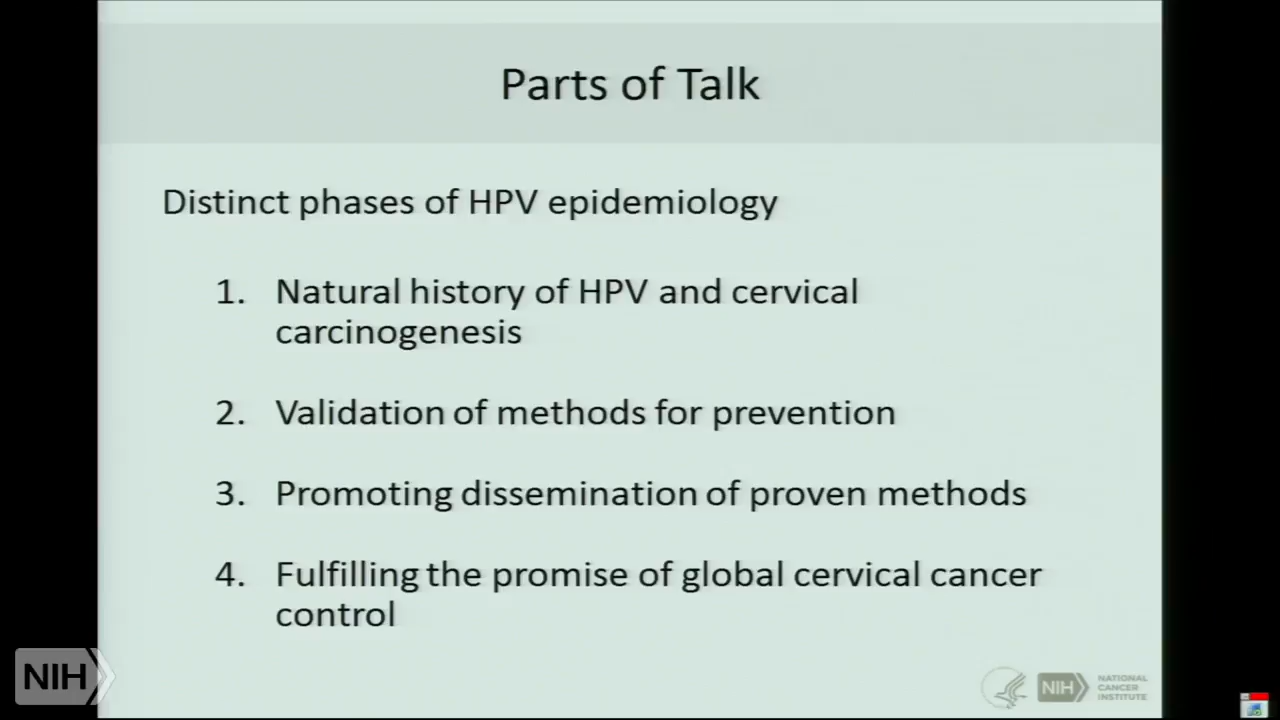 Parts of Talk
Distinct phases of HPV epidemiology
1. Natural history of HPV and cervical
carcinogenesis
2. Validation of methods for prevention
3. Promoting dissemination of proven methods
4. Fulfilling the promise of global cervical cancer
control
NIH
NIH
NATIONAL
CANCER
INSTITUTE